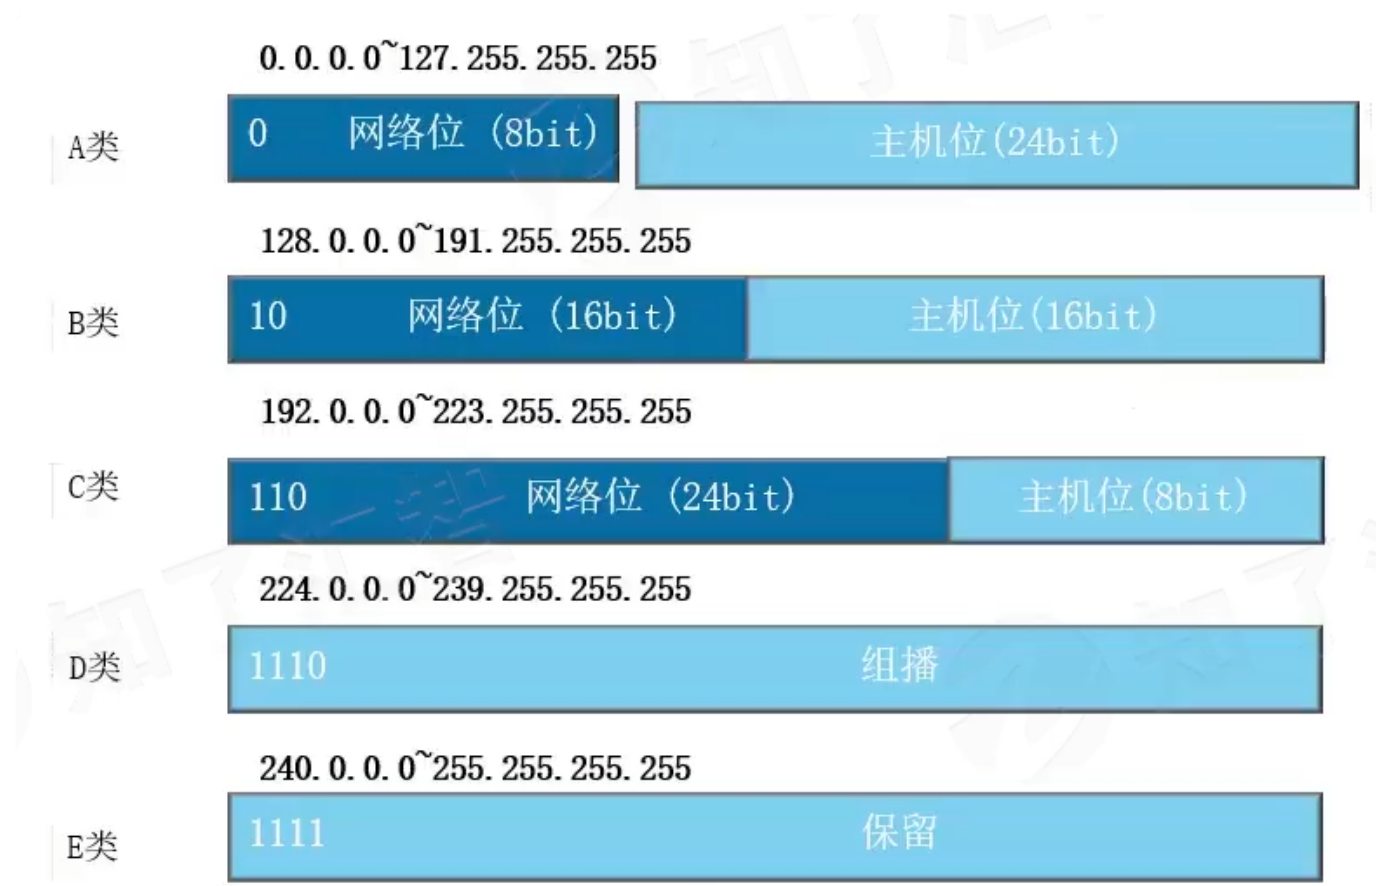 0.0.0.0~127.255.255.255
A类 0 网络位 (8bit) 主机位(24bit)
128.0.0.0~191.255.255.255
B类 10 网络位 (16bit) 主机位(16bit)
192.0.0.0~223.255.255.255
C类 110 网络位 (24bit) 主机位(8bit)
224.0.0.0~239.255.255.255
D类 1110 组播
240.0.0.0~255.255.255.255
E类 1111 保留